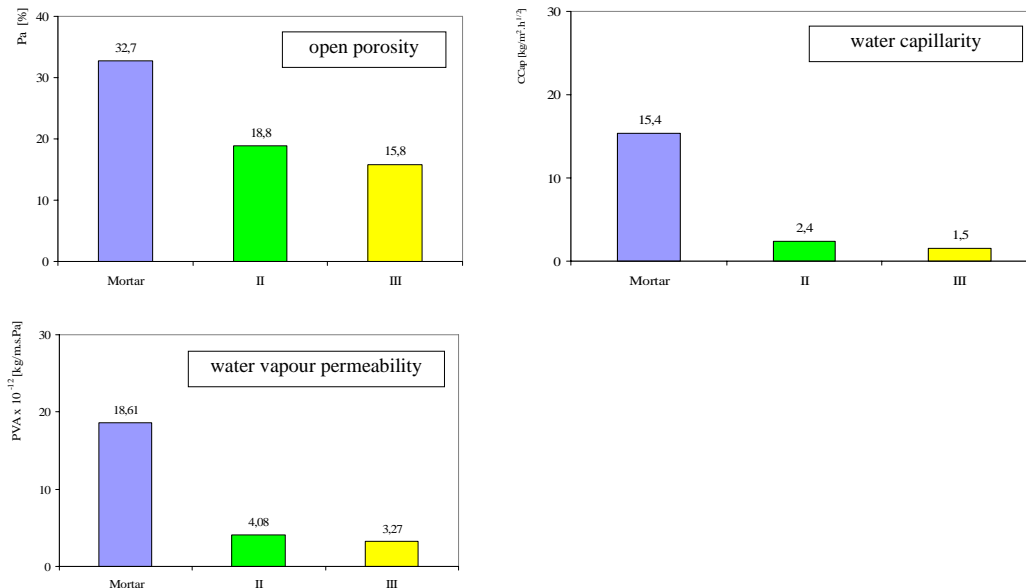 Pa [%]
40
30
20
10
0
open porosity
32,7
18,8
15,8
Mortar II III
CCap [kg/m².h^1/2]
30
20
10
0
water capillarity
15,4
2,4
1,5
Mortar II III
PVA x 10^-12 [kg/m.s.Pa]
30
20
10
0
water vapour permeability
18,61
4,08
3,27
Mortar II III